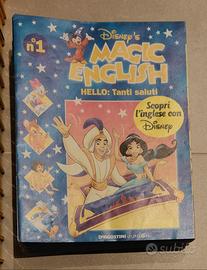 n°1
DISNEY'S
MAGIC
ENGLISH
HELLO: Tanti saluti
Scopri
l'inglese con
Disney
DEAGOSTINI
subito